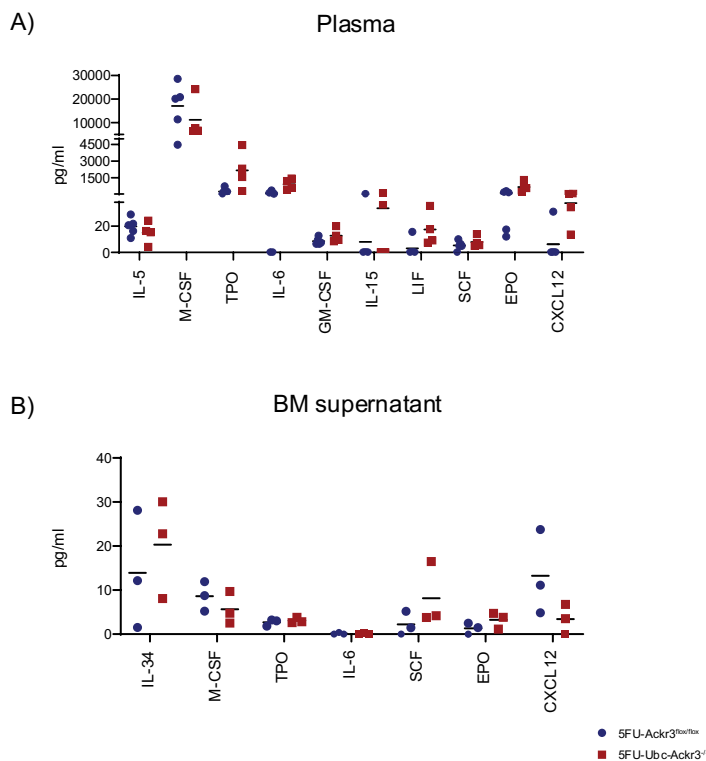 A)
Plasma
30000
20000
10000
4500
3000
1500
20
0
pg/ml
IL-5
M-CSF
TPO
IL-6
GM-CSF
IL-15
LIF
SCF
EPO
CXCL12
B)
BM supernatant
40
30
20
10
0
pg/ml
IL-34
M-CSF
TPO
IL-6
SCF
EPO
CXCL12
5FU-Ackr3flox/flox
5FU-Ubc-Ackr3-/